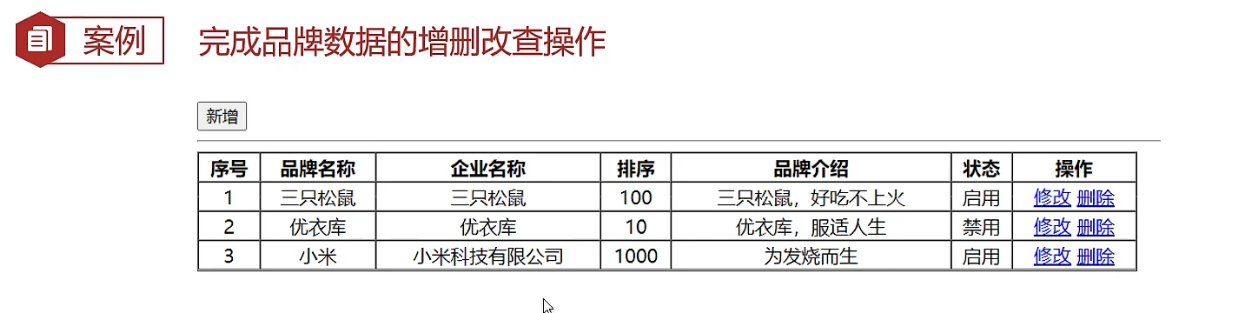 案例 完成品牌数据的增删改查操作
新增
序号 品牌名称 企业名称 排序 品牌介绍 状态 操作
1 三只松鼠 三只松鼠 100 三只松鼠，好吃不上火 启用 修改 删除
2 优衣库 优衣库 10 优衣库，服适人生 禁用 修改 删除
3 小米 小米科技有限公司 1000 为发烧而生 启用 修改 删除